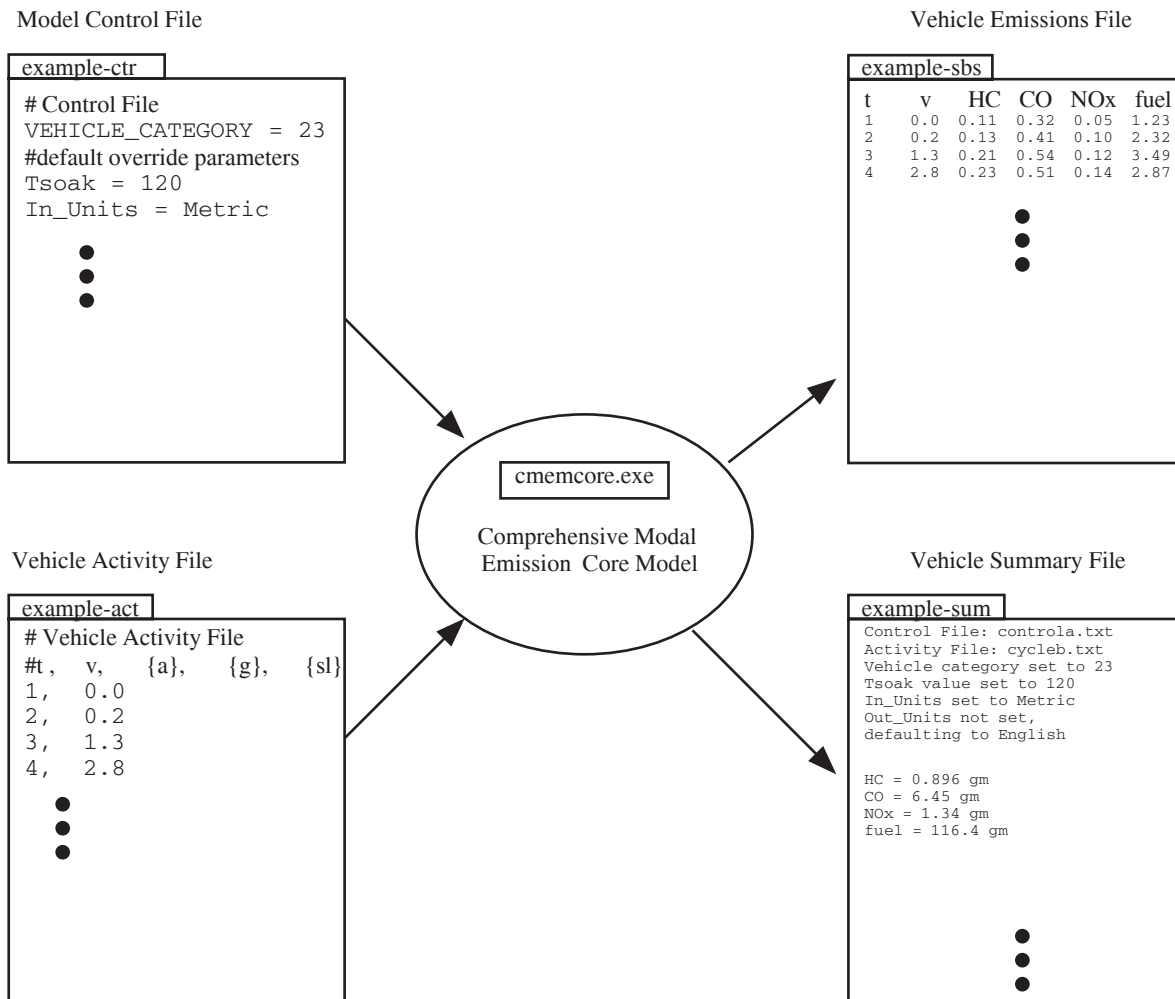 Model Control File
example-ctr
# Control File
VEHICLE_CATEGORY = 23
#default override parameters
Tsoak = 120
In_Units = Metric
Vehicle Emissions File
example-sbs
t v HC CO NOx fuel
1 0.0 0.11 0.32 0.05 1.23
2 0.2 0.13 0.41 0.10 2.32
3 1.3 0.21 0.54 0.12 3.49
4 2.8 0.23 0.51 0.14 2.87
cmemcore.exe
Comprehensive Modal
Emission Core Model
Vehicle Activity File
example-act
# Vehicle Activity File
#t , v, {a}, {g}, {sl}
1, 0.0
2, 0.2
3, 1.3
4, 2.8
Vehicle Summary File
example-sum
Control File: controla.txt
Activity File: cycleb.txt
Vehicle category set to 23
Tsoak value set to 120
In_Units set to Metric
Out_Units not set,
defaulting to English
HC = 0.896 gm
CO = 6.45 gm
NOx = 1.34 gm
fuel = 116.4 gm